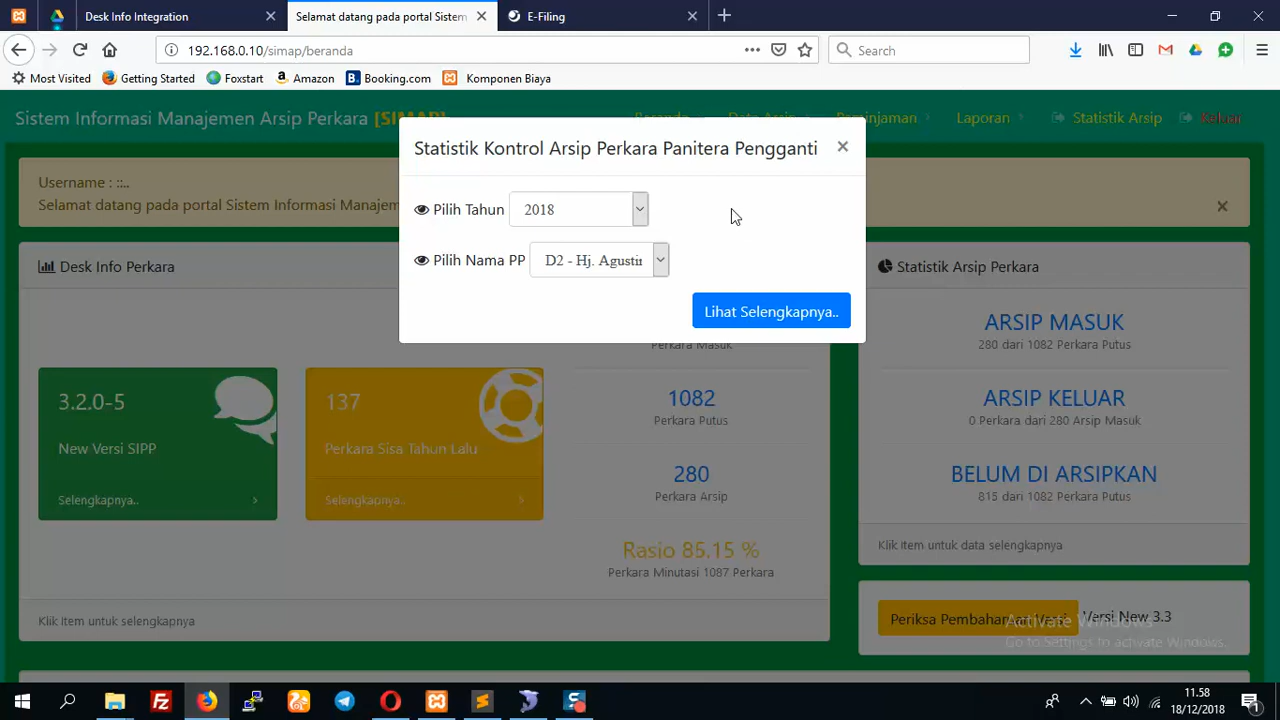 Desk Info Integration
Selamat datang pada portal Sistem
E-Filing
192.168.0.10/simap/beranda
Search
Most Visited
Getting Started
Foxstart
Amazon
Booking.com
Komponen Biaya
Sistem Informasi Manajemen Arsip Perkara [SIMAP]
Laporan
Statistik Arsip
Keluar
Statistik Kontrol Arsip Perkara Panitera Pengganti
Pilih Tahun 2018
Pilih Nama PP D2 - Hj. Agustin
Lihat Selengkapnya..
Username : ::..
Selamat datang pada portal Sistem Informasi Manajemen
Desk Info Perkara
3.2.0-5
New Versi SIPP
Selengkapnya..
137
Perkara Sisa Tahun Lalu
Selengkapnya..
Perkara Masuk
1082
Perkara Putus
280
Perkara Arsip
Rasio 85.15 %
Perkara Minutasi 1087 Perkara
Klik Item untuk selengkapnya
Statistik Arsip Perkara
ARSIP MASUK
280 dari 1082 Perkara Putus
ARSIP KELUAR
0 Perkara dari 280 Arsip Masuk
BELUM DI ARSIPKAN
815 dari 1082 Perkara Putus
Klik Item untuk data selengkapnya
Periksa Pembaharuan Versi
Versi New 3.3
Activate Windows
Go to Settings to activate Windows.
11.58
18/12/2018